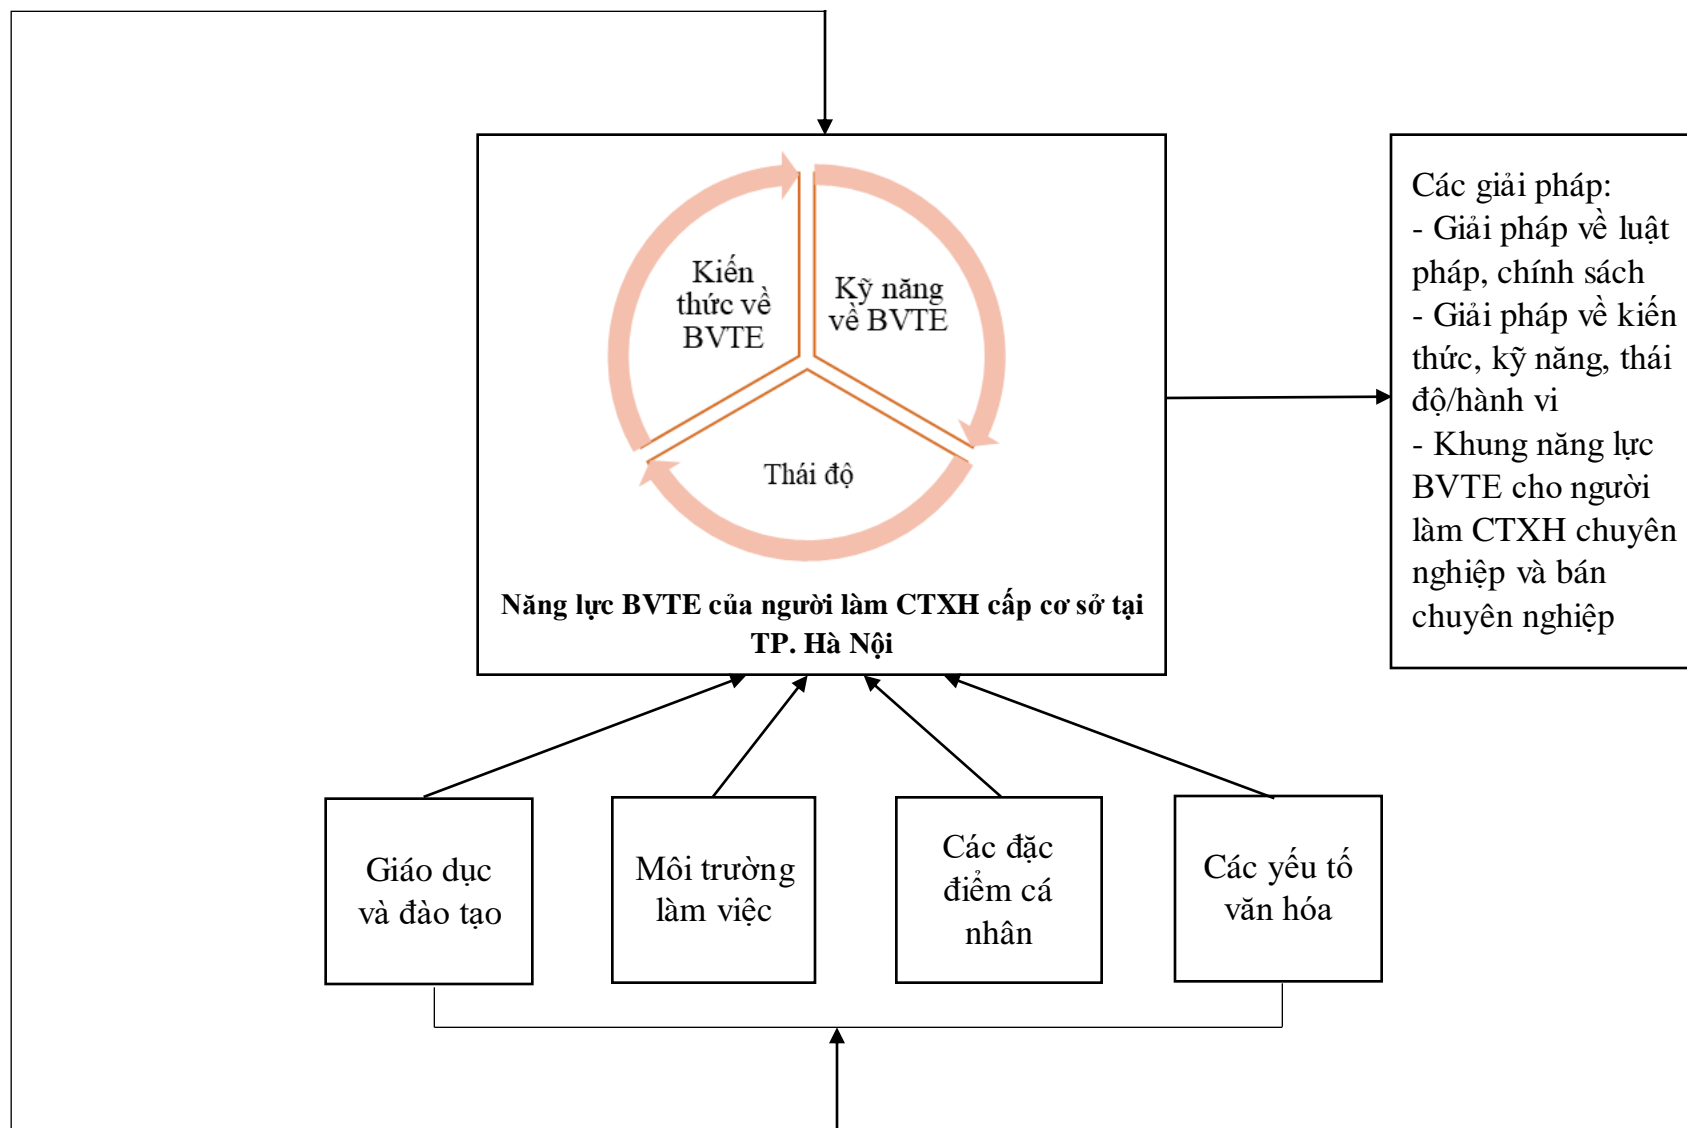 Kiến
thức về
BVTE
Kỹ năng
về BVTE
Thái độ
Năng lực BVTE của người làm CTXH cấp cơ sở tại
TP. Hà Nội
Các giải pháp:
- Giải pháp về luật
pháp, chính sách
- Giải pháp về kiến
thức, kỹ năng, thái
độ/hành vi
- Khung năng lực
BVTE cho người
làm CTXH chuyên
nghiệp và bán
chuyên nghiệp
Giáo dục
và đào tạo
Môi trường
làm việc
Các đặc
điểm cá
nhân
Các yếu tố
văn hóa